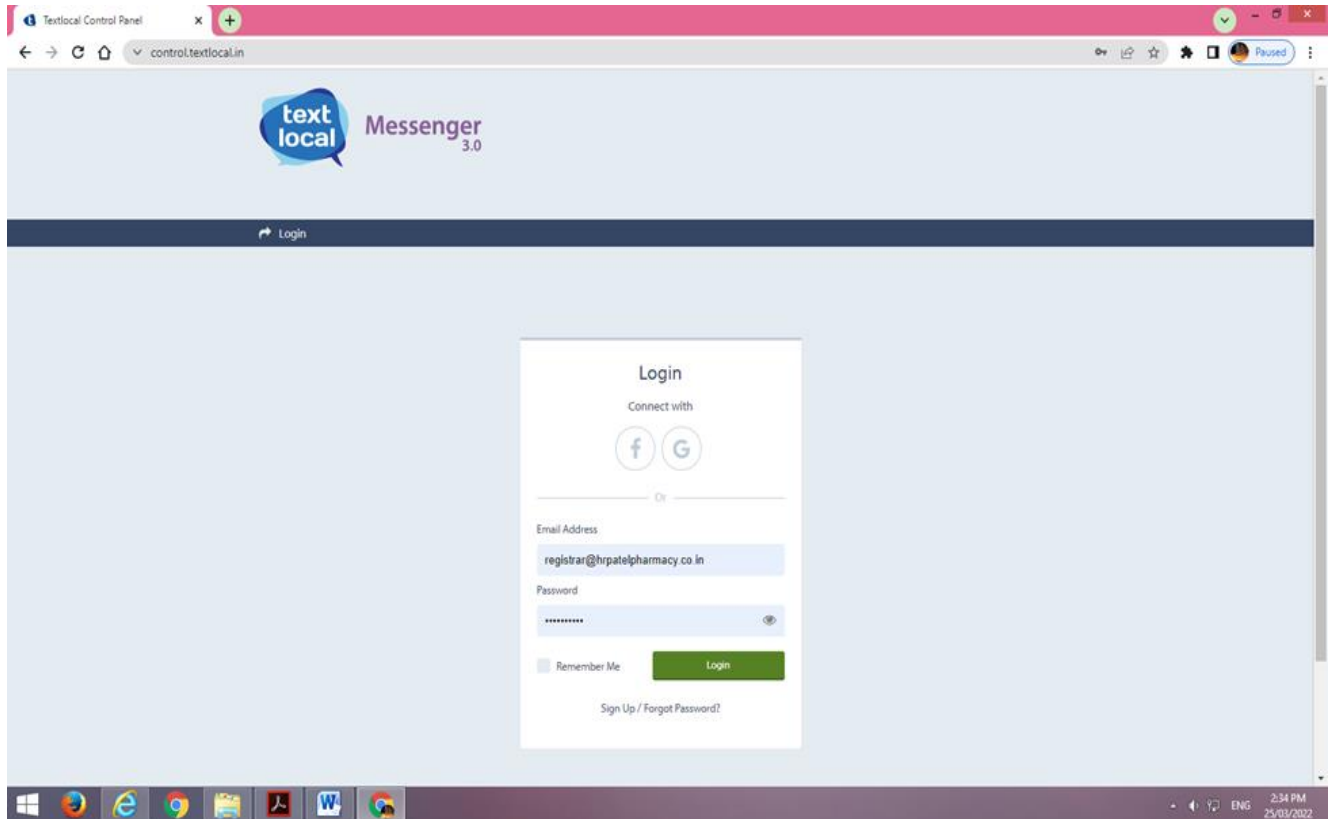 Textlocal Control Panel
control.textlocal.in
Paused
text
local
Messenger
3.0
Login
Login
Connect with
f G
Or
Email Address
registrar@hrpatelpharmacy.co.in
Password
••••••••••
Remember Me
Login
Sign Up / Forgot Password?
ENG
2:34 PM
25/03/2022